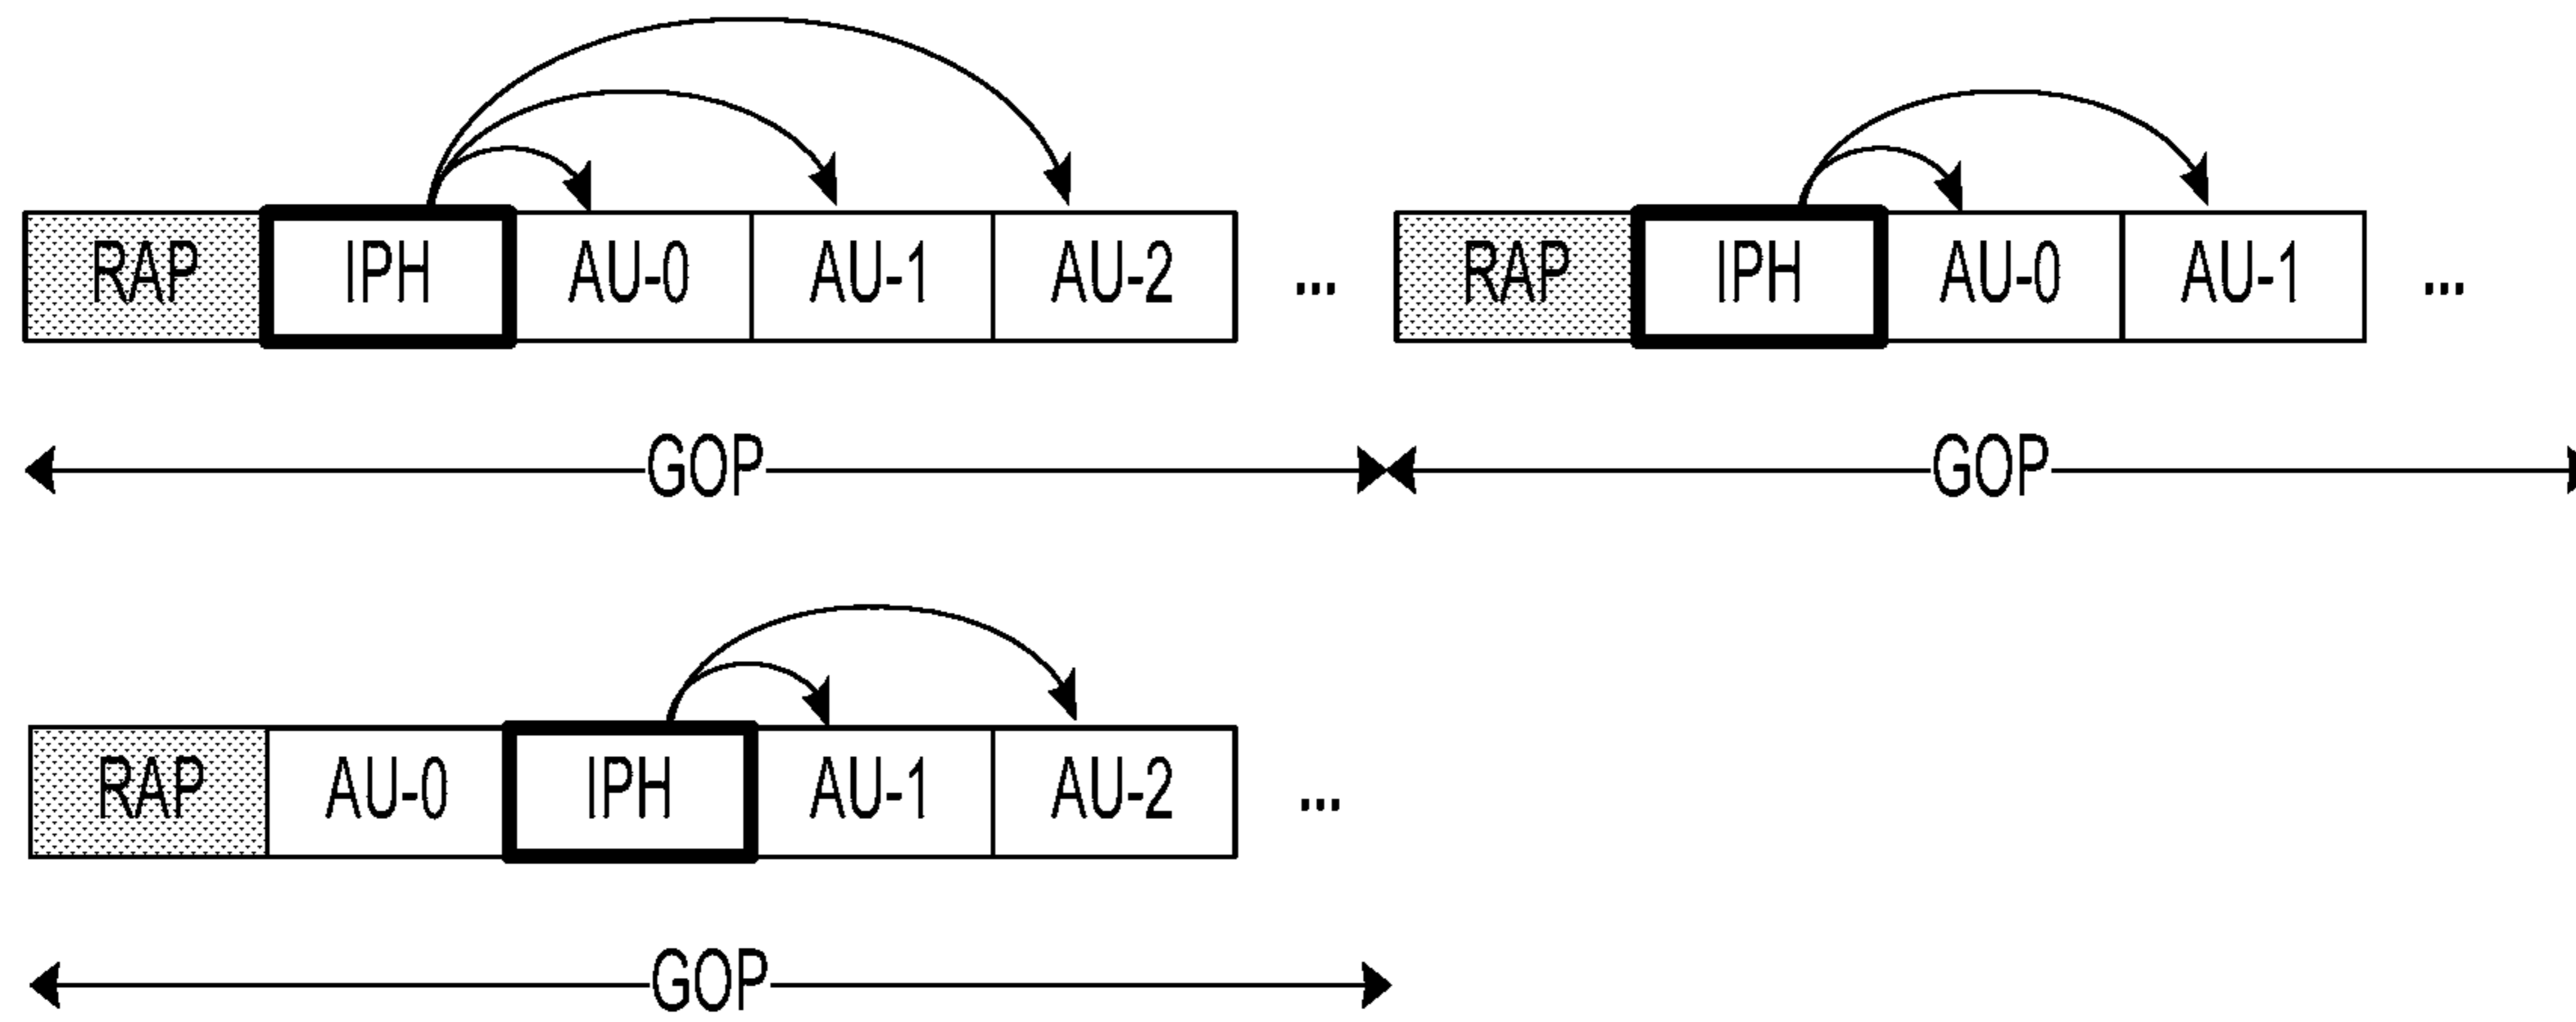 RAP IPH AU-0 AU-1 AU-2 ... RAP IPH AU-0 AU-1 ...
GOP GOP
RAP AU-0 IPH AU-1 AU-2 ...
GOP